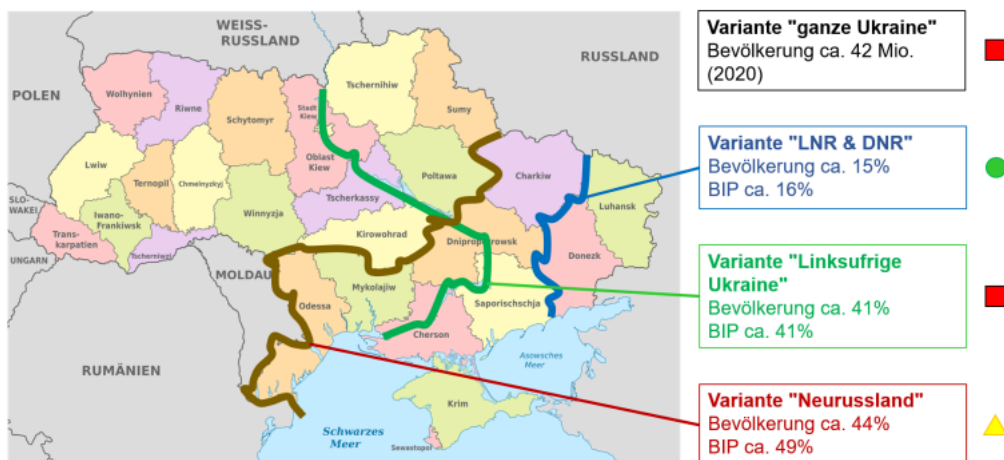 WEISS-
RUSSLAND
RUSSLAND
POLEN
SLO-
WAKEI
UNGARN
MOLDAU
RUMÄNIEN
Wolhynien
Riwne
Schytomyr
Stadt
Kiew
Oblast
Kiew
Tschernihiw
Sumy
Lwiw
Ternopil
Chmelnyzkyj
Winnyzja
Tscherkassy
Poltawa
Charkiw
Luhansk
Trans-
karpatien
Iwano-
Frankiwsk
Tscherniwzi
Kirowohrad
Dnipropetrowsk
Donezk
Odessa
Mykolajiw
Saporischschja
Cherson
Krim
Sewastopol
Schwarzes
Meer
Asowsches
Meer
Variante "ganze Ukraine"
Bevölkerung ca. 42 Mio.
(2020)
Variante "LNR & DNR"
Bevölkerung ca. 15%
BIP ca. 16%
Variante "Linksufrige
Ukraine"
Bevölkerung ca. 41%
BIP ca. 41%
Variante "Neurussland"
Bevölkerung ca. 44%
BIP ca. 49%